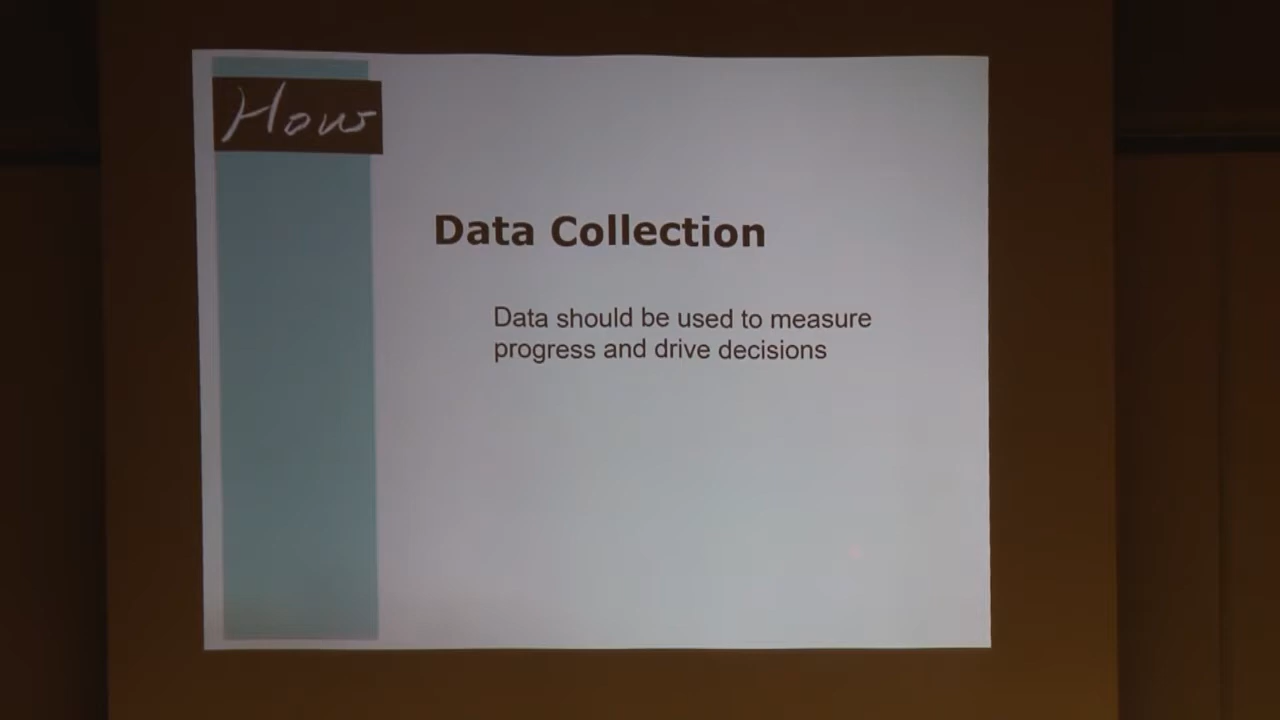 How
Data Collection
Data should be used to measure
progress and drive decisions